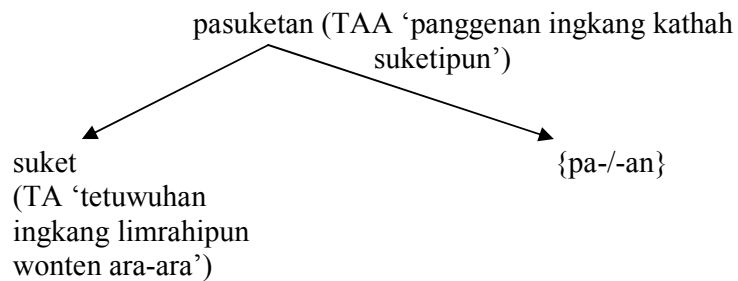 pasuketan (TAA ‘panggenan ingkang kathah
suketipun’)
suket
(TA ‘tetuwuhan
ingkang limrahipun
wonten ara-ara’)
{pa-/-an}